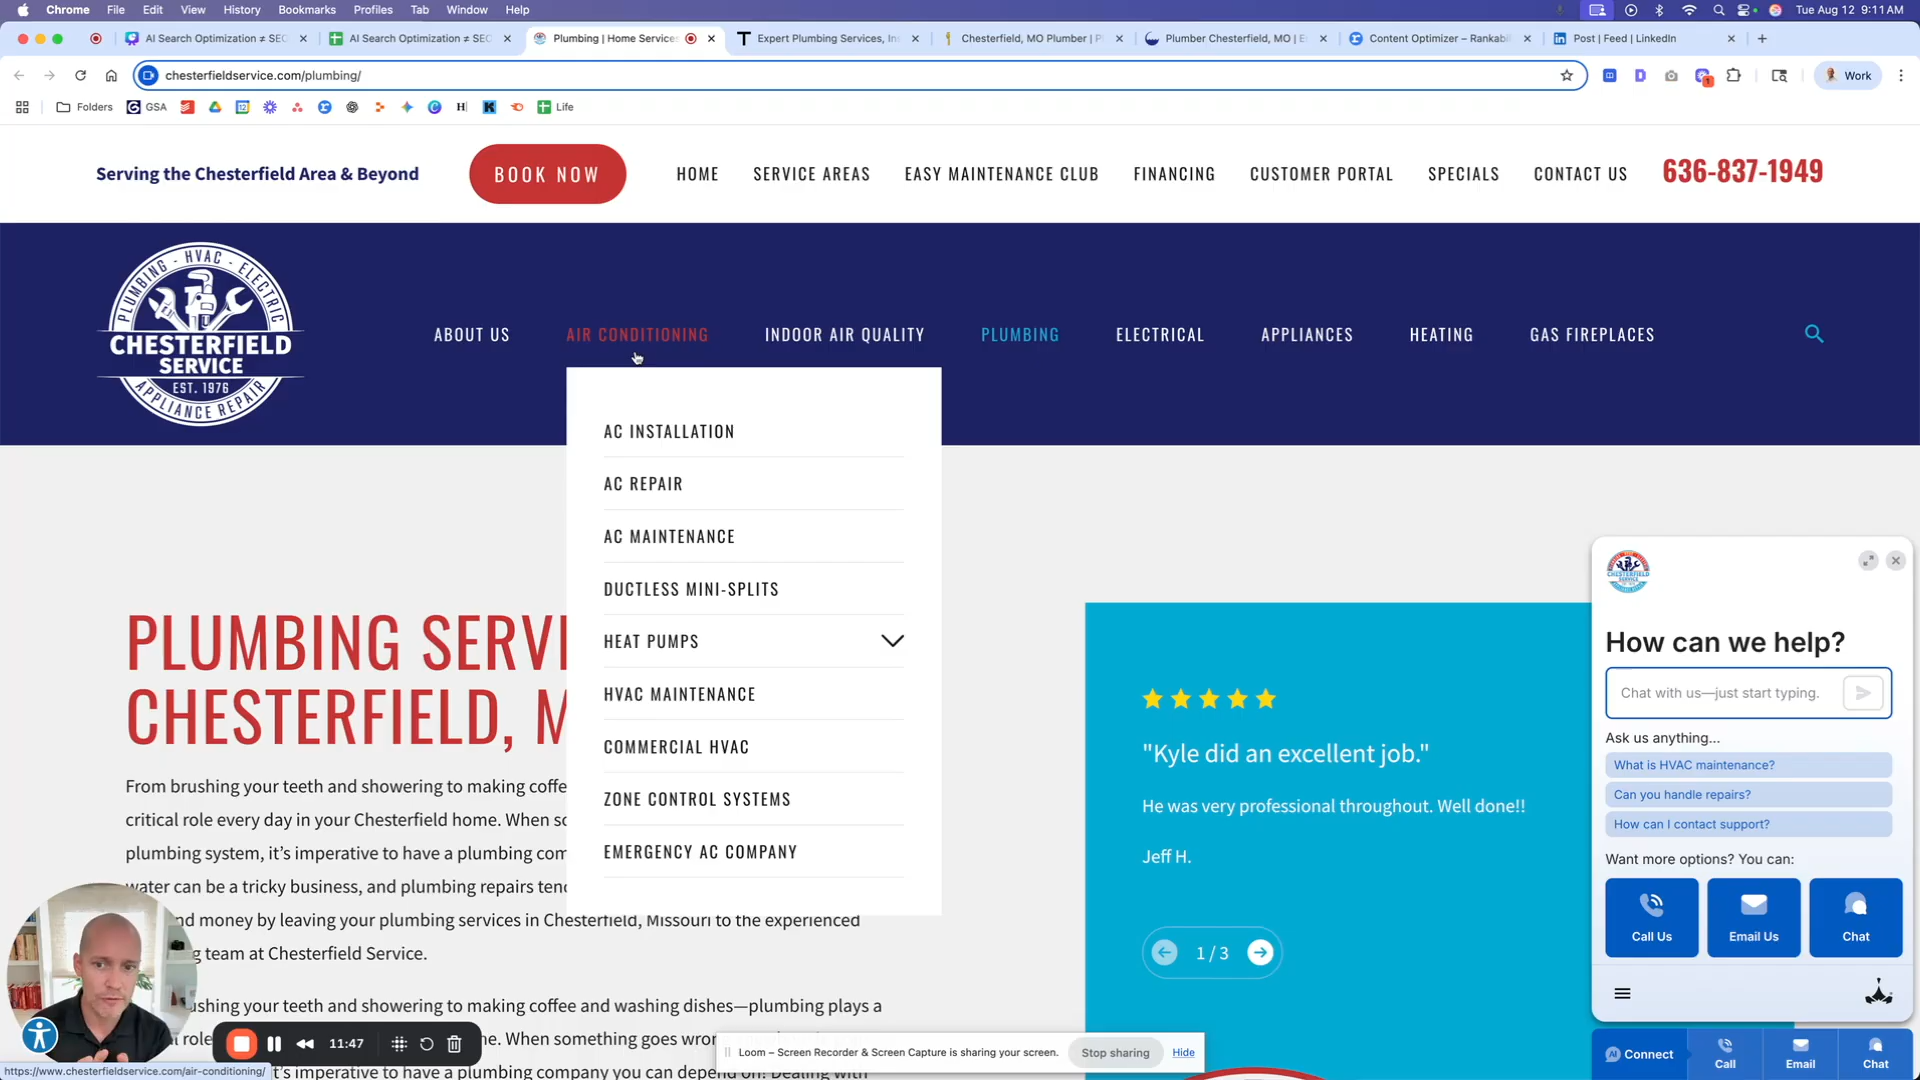 Chrome File Edit View History Bookmarks Profiles Tab Window Help
Tue Aug 12 9:11 AM
AI Search Optimization ≠ SEO
AI Search Optimization ≠ SEO
Plumbing | Home Service
Expert Plumbing Services, In
Chesterfield, MO Plumber | P
Plumber Chesterfield, MO | E
Content Optimizer – Rankabil
Post | Feed | LinkedIn
chesterfieldservice.com/plumbing/
Work
Folders
GSA
Life
Serving the Chesterfield Area & Beyond
BOOK NOW
HOME
SERVICE AREAS
EASY MAINTENANCE CLUB
FINANCING
CUSTOMER PORTAL
SPECIALS
CONTACT US
636-837-1949
PLUMBING - HVAC - ELECTRIC
CHESTERFIELD
SERVICE
EST. 1976
APPLIANCE REPAIR
ABOUT US
AIR CONDITIONING
INDOOR AIR QUALITY
PLUMBING
ELECTRICAL
APPLIANCES
HEATING
GAS FIREPLACES
AC INSTALLATION
AC REPAIR
AC MAINTENANCE
DUCTLESS MINI-SPLITS
HEAT PUMPS
HVAC MAINTENANCE
COMMERCIAL HVAC
ZONE CONTROL SYSTEMS
EMERGENCY AC COMPANY
PLUMBING SERVI
CHESTERFIELD, M
From brushing your teeth and showering to making coffe
critical role every day in your Chesterfield home. When so
plumbing system, it's imperative to have a plumbing com
water can be a tricky business, and plumbing repairs tend
nd money by leaving your plumbing services in Chesterfield, Missouri to the experienced
g team at Chesterfield Service.
ushing your teeth and showering to making coffee and washing dishes—plumbing plays a
l role
ne. When something goes wron
t's imperative to have a plumbing company you can depend on! Dealing with
"Kyle did an excellent job."
He was very professional throughout. Well done!!
Jeff H.
1 / 3
CHESTERFIELD
SERVICE
How can we help?
Chat with us—just start typing.
Ask us anything...
What is HVAC maintenance?
Can you handle repairs?
How can I contact support?
Want more options? You can:
Call Us
Email Us
Chat
AI Connect
Call
Email
Chat
11:47
Loom – Screen Recorder & Screen Capture is sharing your screen.
Stop sharing
Hide
https://www.chesterfieldservice.com/air-conditioning/